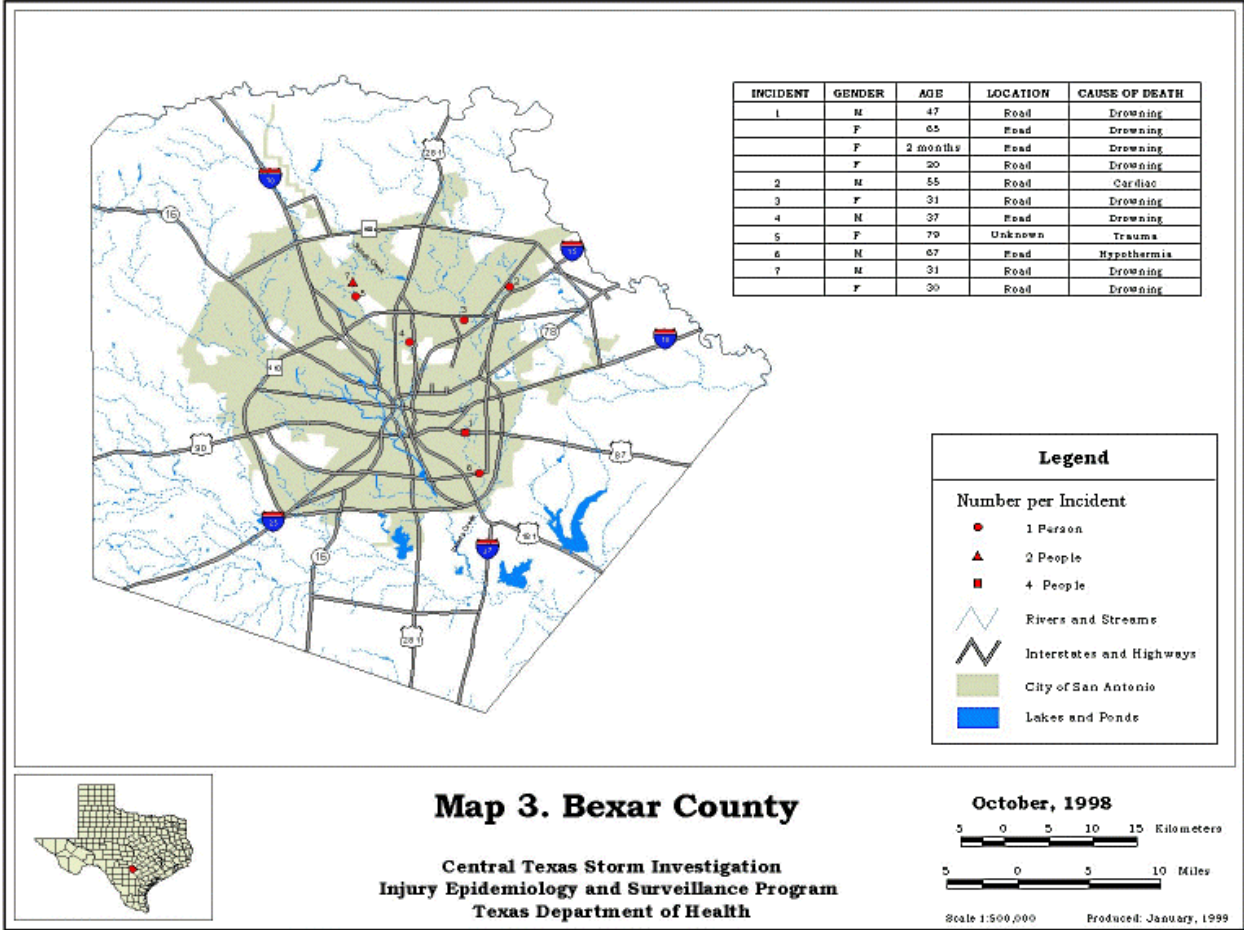 INCIDENT GENDER AGE LOCATION CAUSE OF DEATH
1 M 47 Road Drowning
F 65 Road Drowning
F 2 months Road Drowning
F 20 Road Drowning
2 M 55 Road Cardiac
3 F 31 Road Drowning
4 M 37 Road Drowning
5 F 79 Unknown Trauma
6 M 67 Road Hypothermia
7 M 31 Road Drowning
F 30 Road Drowning
281
10
16
7
2
3
4
78
10
410
1
90
87
6
35
16
181
37
281
Legend
Number per Incident
1 Person
2 People
4 People
Rivers and Streams
Interstates and Highways
City of San Antonio
Lakes and Ponds
Map 3. Bexar County
Central Texas Storm Investigation
Injury Epidemiology and Surveillance Program
Texas Department of Health
October, 1998
5 0 5 10 15 Kilometers
5 0 5 10 Miles
Scale 1:500,000 Produced: January, 1999